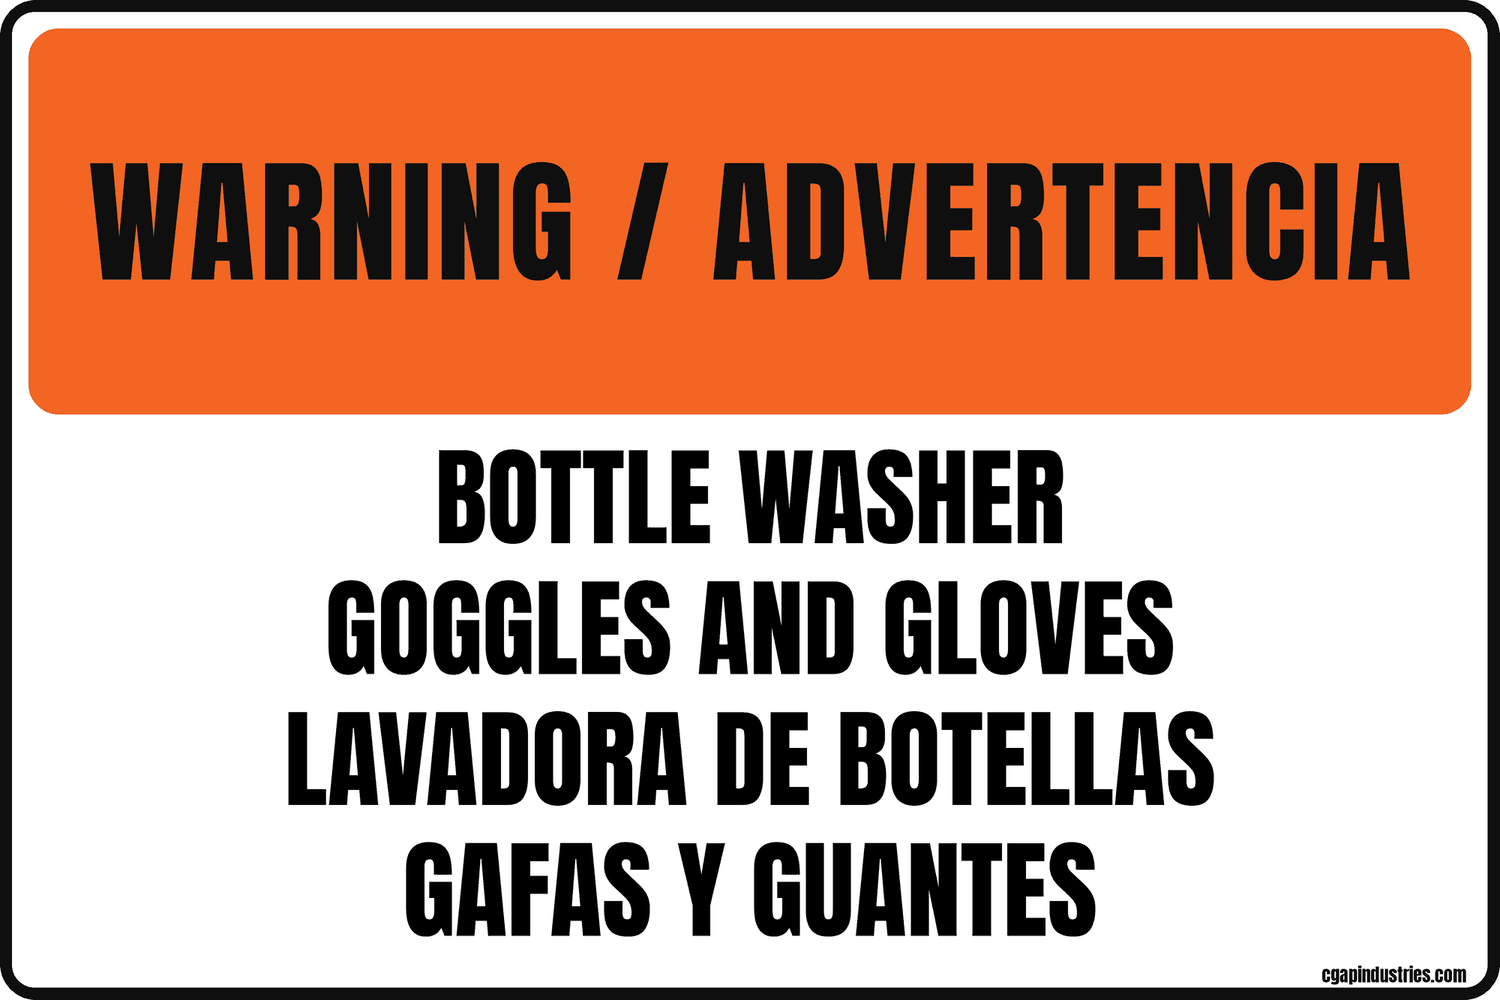 WARNING / ADVERTENCIA
BOTTLE WASHER
GOGGLES AND GLOVES
LAVADORA DE BOTELLAS
GAFAS Y GUANTES
cgapindustries.com